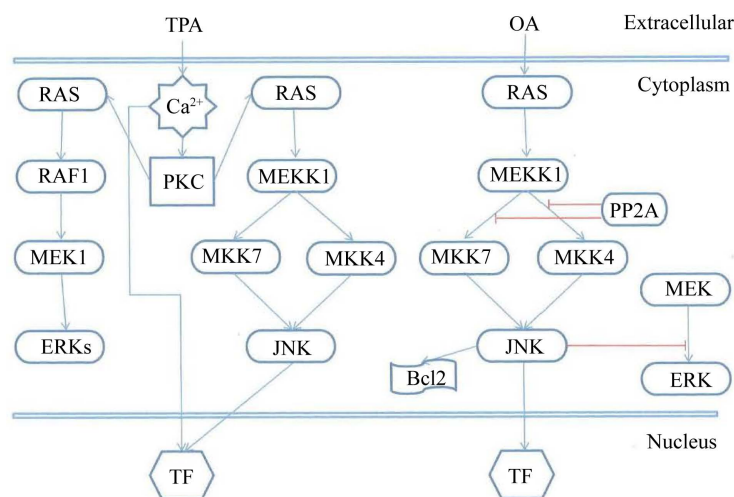 TPA OA Extracellular
RAS Ca²⁺ RAS RAS Cytoplasm
RAF1 PKC MEKK1 MEKK1
PP2A
MEK1 MKK7 MKK4 MKK7 MKK4
MEK
ERKs JNK JNK
Bcl2 ERK
Nucleus
TF TF